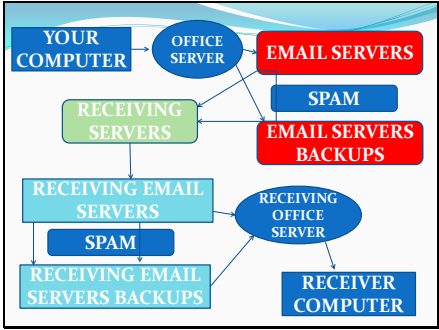 YOUR
COMPUTER
OFFICE
SERVER
EMAIL SERVERS
SPAM
RECEIVING
SERVERS
EMAIL SERVERS
BACKUPS
RECEIVING EMAIL
SERVERS
RECEIVING
OFFICE
SERVER
SPAM
RECEIVING EMAIL
SERVERS BACKUPS
RECEIVER
COMPUTER